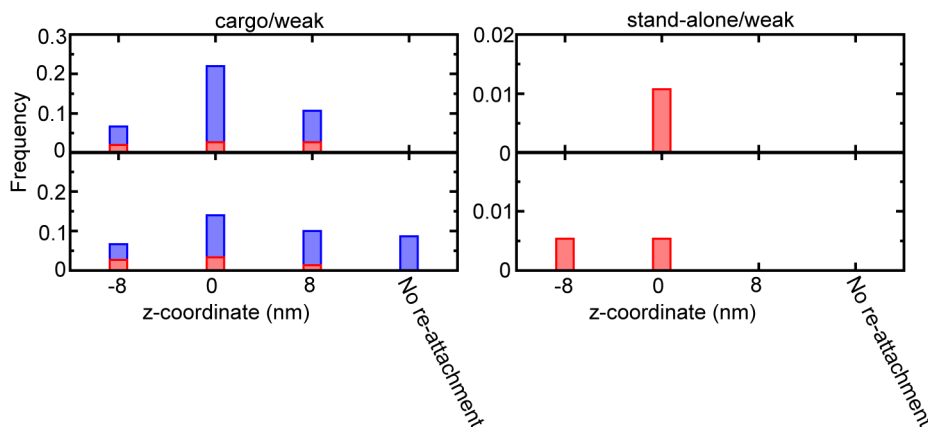 cargo/weak
stand-alone/weak
Frequency
0.3
0.2
0.1
0
0.2
0.1
0
-8
0
8
No re-attachment
z-coordinate (nm)
0.02
0.01
0
0.01
0
-8
0
8
No re-attachment
z-coordinate (nm)